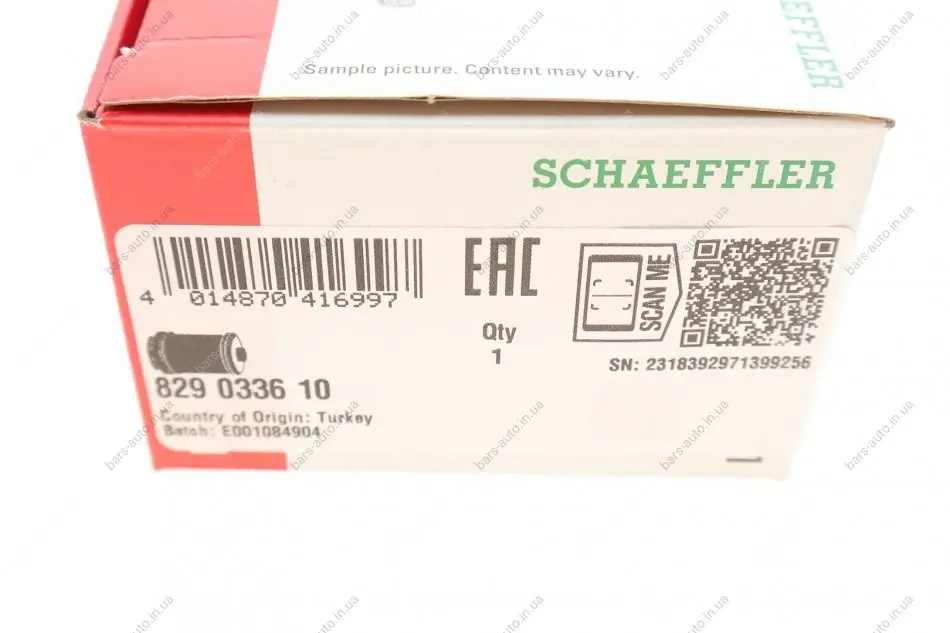 Sample picture. Content may vary.
SCHAEFFLER
SCHAEFFLER
4 014870 416997
EAC
Qty
1
SCAN ME
SN: 2318392971399256
829 0336 10
Country of Origin: Turkey
Batch: E001084904
bars-auto.in.ua